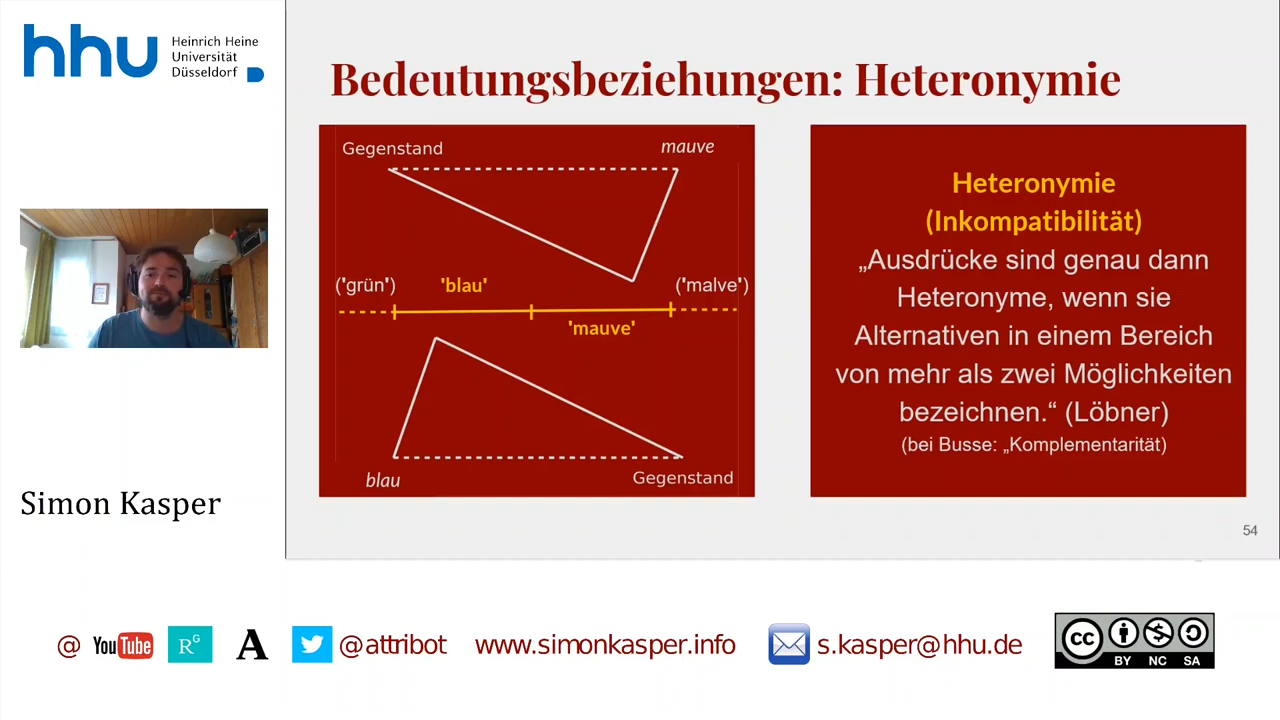 hhu Heinrich Heine
Universität
Düsseldorf
Bedeutungsbeziehungen: Heteronymie
Gegenstand
mauve
("grün")
'blau'
("malve")
'mauve'
blau
Gegenstand
Heteronymie
(Inkompatibilität)
„Ausdrücke sind genau dann
Heteronyme, wenn sie
Alternativen in einem Bereich
von mehr als zwei Möglichkeiten
bezeichnen.“ (Löbner)
(bei Busse: „Komplementarität)
54
Simon Kasper
@ YouTube RG A @attribot www.simonkasper.info s.kasper@hhu.de
cc BY NC SA